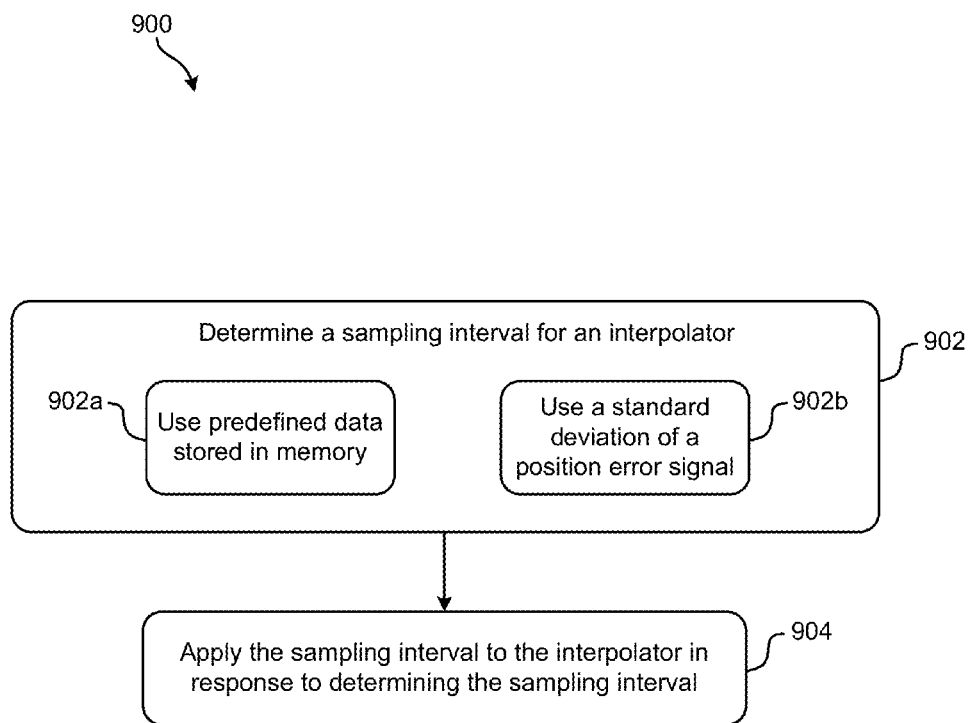 900
Determine a sampling interval for an interpolator
902
902a
Use predefined data
stored in memory
Use a standard
deviation of a
position error signal
902b
Apply the sampling interval to the interpolator in
response to determining the sampling interval
904